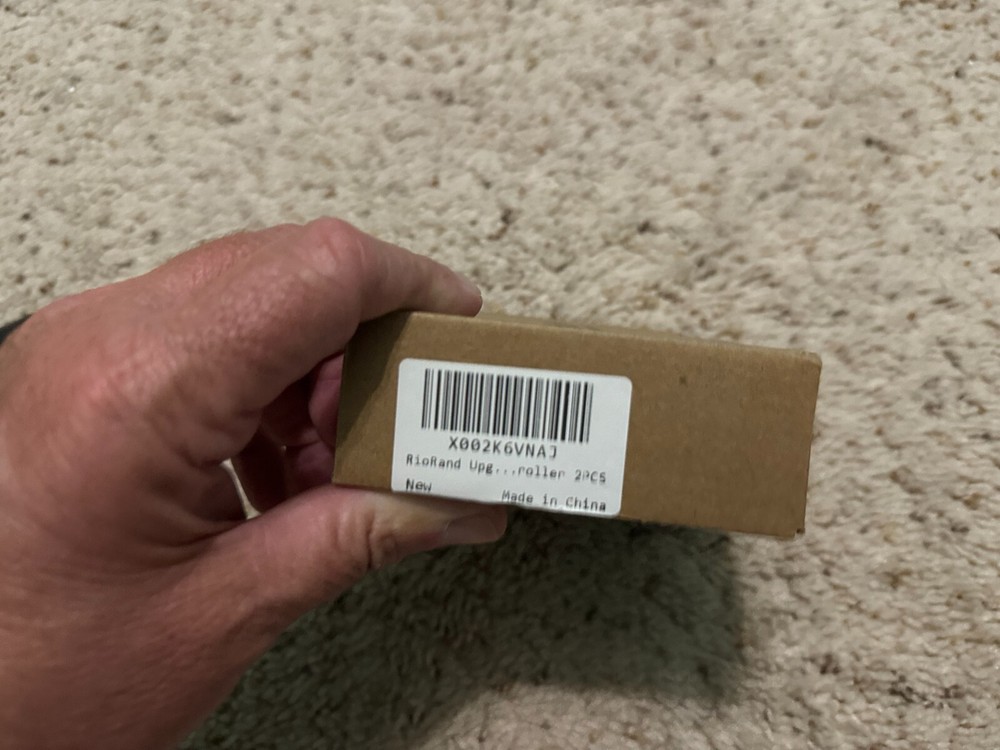 X002K6VNAJ
RioRand Upg...roller 2PCS
New
Made in China